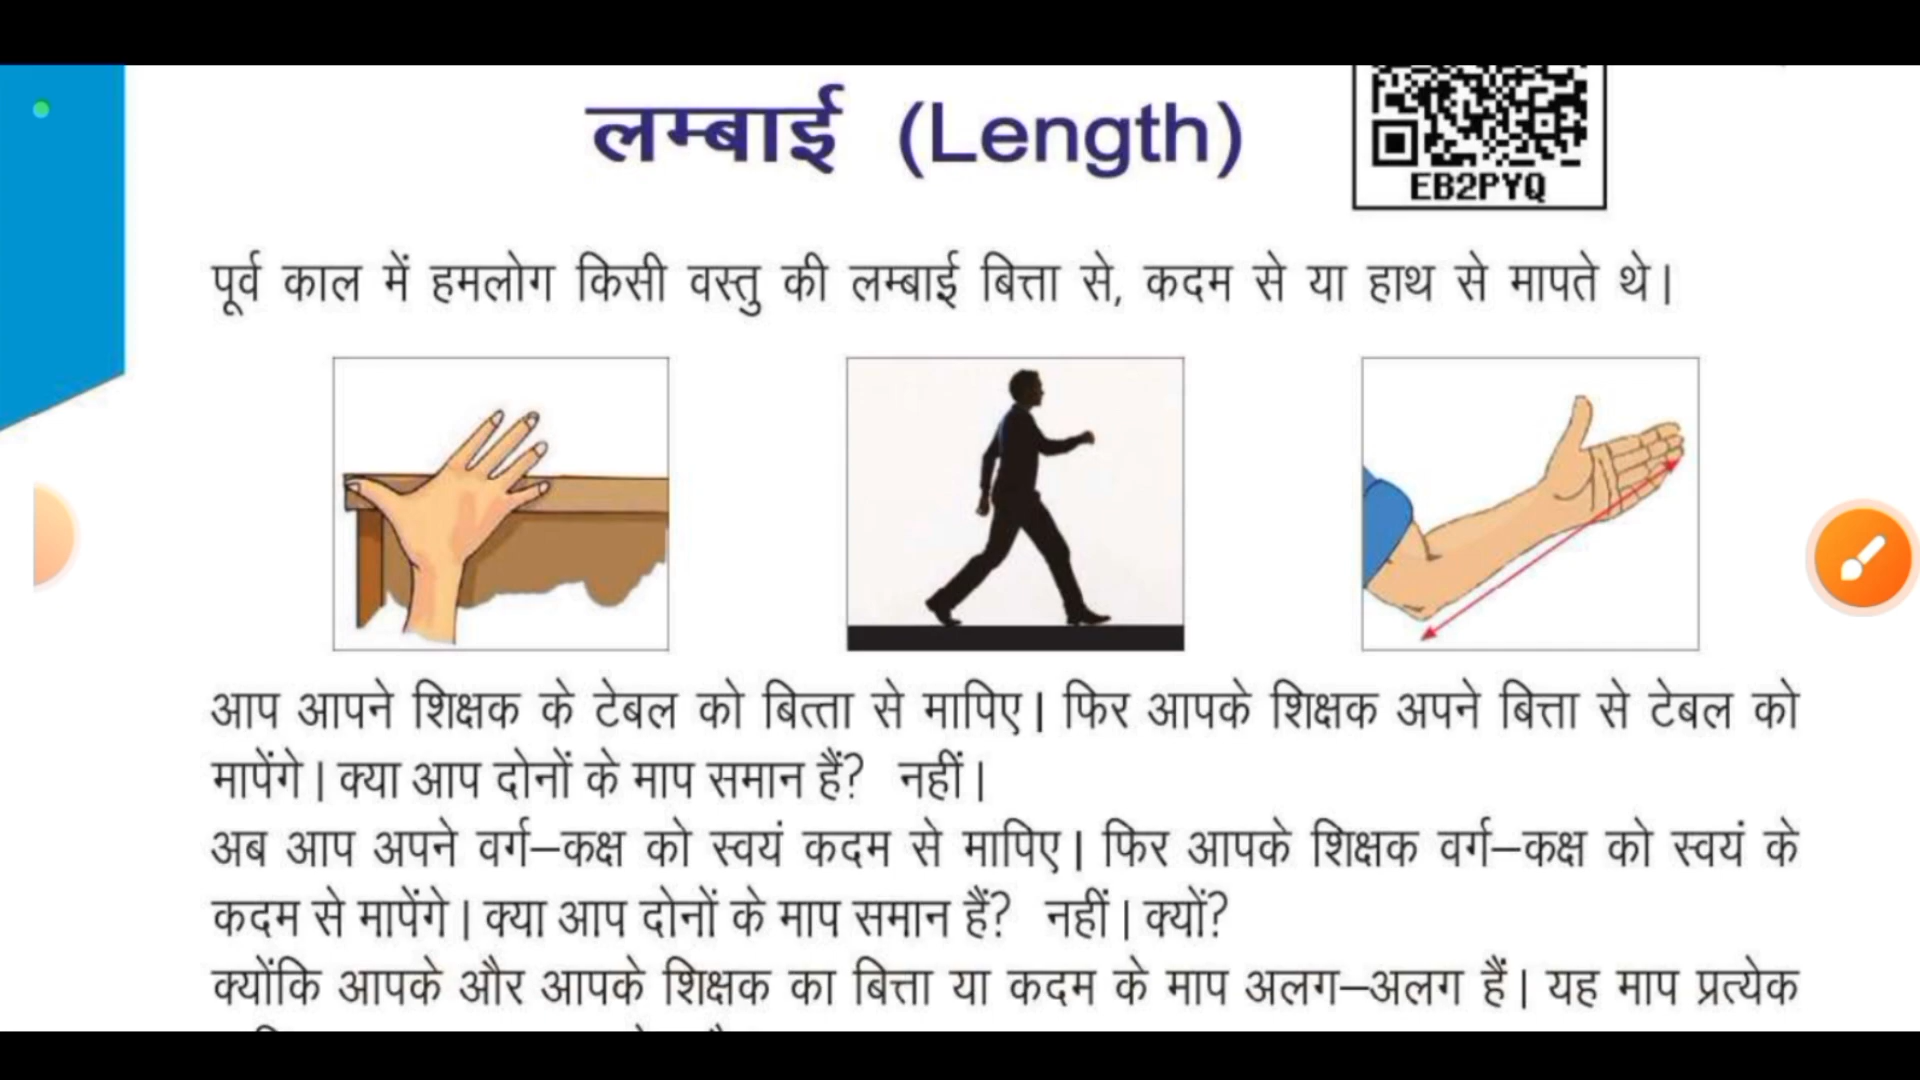 लम्बाई (Length)
EB2PYQ
पूर्व काल में हमलोग किसी वस्तु की लम्बाई बित्ता से, कदम से या हाथ से मापते थे।
आप आपने शिक्षक के टेबल को बित्ता से मापिए। फिर आपके शिक्षक अपने बित्ता से टेबल को
मापेंगे। क्या आप दोनों के माप समान हैं? नहीं।
अब आप अपने वर्ग–कक्ष को स्वयं कदम से मापिए। फिर आपके शिक्षक वर्ग–कक्ष को स्वयं के
कदम से मापेंगे। क्या आप दोनों के माप समान हैं? नहीं। क्यों?
क्योंकि आपके और आपके शिक्षक का बित्ता या कदम के माप अलग–अलग हैं। यह माप प्रत्येक